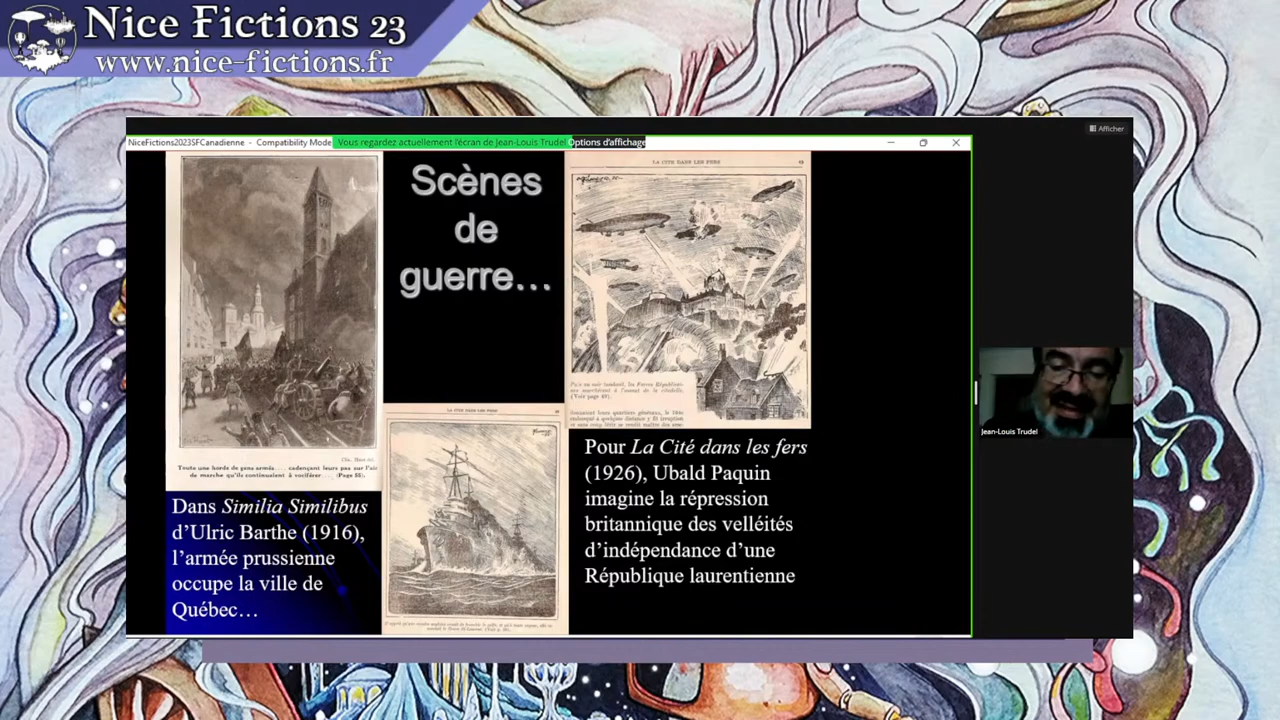 Nice Fictions 23
www.nice-fictions.fr
Afficher
NiceFictions2023SFCanadienne - Compatibility Mode
Vous regardez actuellement l'écran de Jean-Louis Trudel
Options d'affichage
Scènes
de
guerre…
LA CITE DANS LES FERS
Toute une horde de gens armés.... cadençant leurs pas sur l'air
de marche qu'ils continuaient à vociférer.... (Page 55).
Dans Similia Similibus
d'Ulric Barthe (1916),
l'armée prussienne
occupe la ville de
Québec…
LA CITE DANS LES FERS
Pour La Cité dans les fers
(1926), Ubald Paquin
imagine la répression
britannique des velléités
d'indépendance d'une
République laurentienne
Jean-Louis Trudel